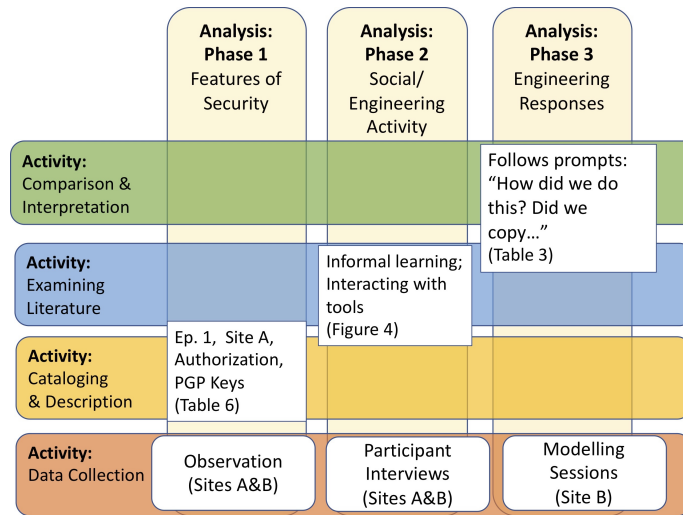 Analysis:
Phase 1
Features of
Security
Analysis:
Phase 2
Social/
Engineering
Activity
Analysis:
Phase 3
Engineering
Responses
Activity:
Comparison &
Interpretation
Follows prompts:
“How did we do
this? Did we
copy…”
(Table 3)
Activity:
Examining
Literature
Informal learning;
Interacting with
tools
(Figure 4)
Activity:
Cataloging
& Description
Ep. 1, Site A,
Authorization,
PGP Keys
(Table 6)
Activity:
Data Collection
Observation
(Sites A&B)
Participant
Interviews
(Sites A&B)
Modelling
Sessions
(Site B)